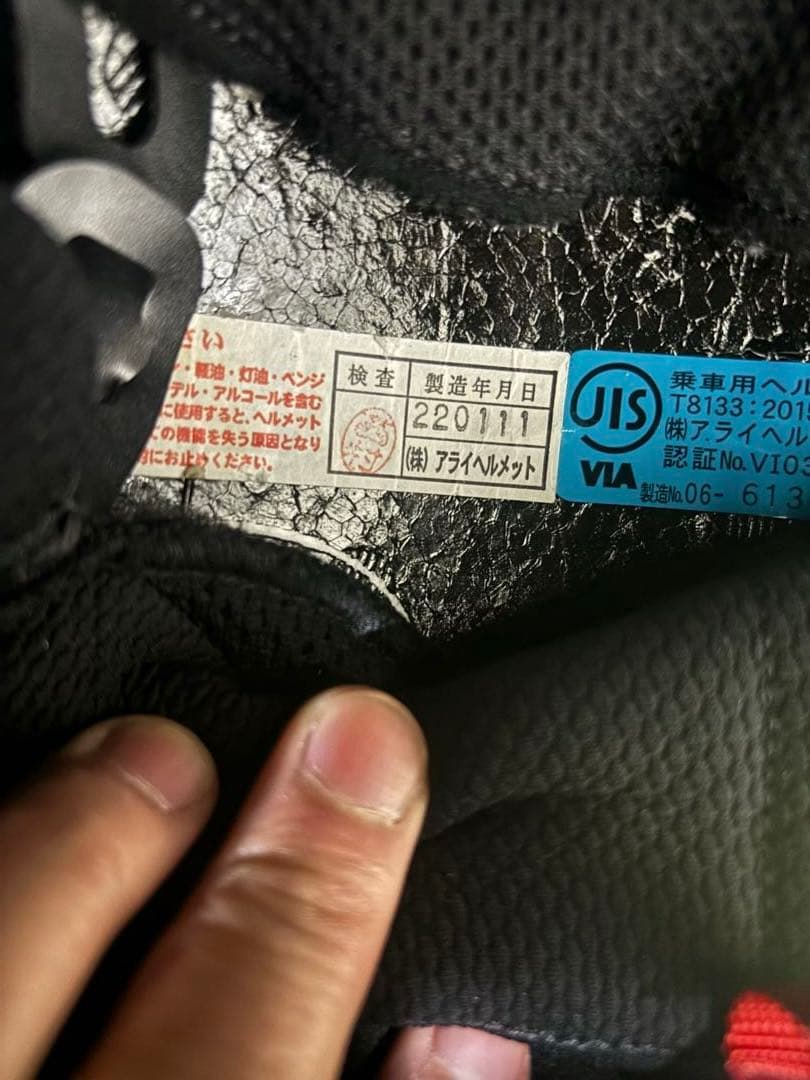 さい
・軽油・灯油・ベンジ
テル・アルコールを含む
に使用すると、ヘルメット
ての機能を失う原因となり
にお止めください。
検査 製造年月日
220111
(株)アライヘルメット
JIS
VIA
乗車用ヘル
T8133:201
(株)アライヘル
認証No.VI03
製造No.06- 613